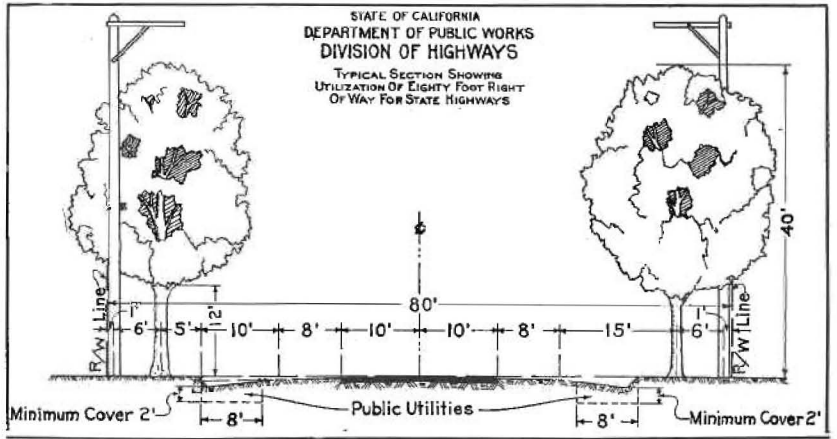 STATE OF CALIFORNIA
DEPARTMENT OF PUBLIC WORKS
DIVISION OF HIGHWAYS
TYPICAL SECTION SHOWING
UTILIZATION OF EIGHTY FOOT RIGHT
OF WAY FOR STATE HIGHWAYS
40'
80'
12'
R/W Line
1' 6' 5' 10' 8' 10' 10' 8' 15' 1' 6'
R/W Line
Minimum Cover 2'
8'
Public Utilities
8'
Minimum Cover 2'